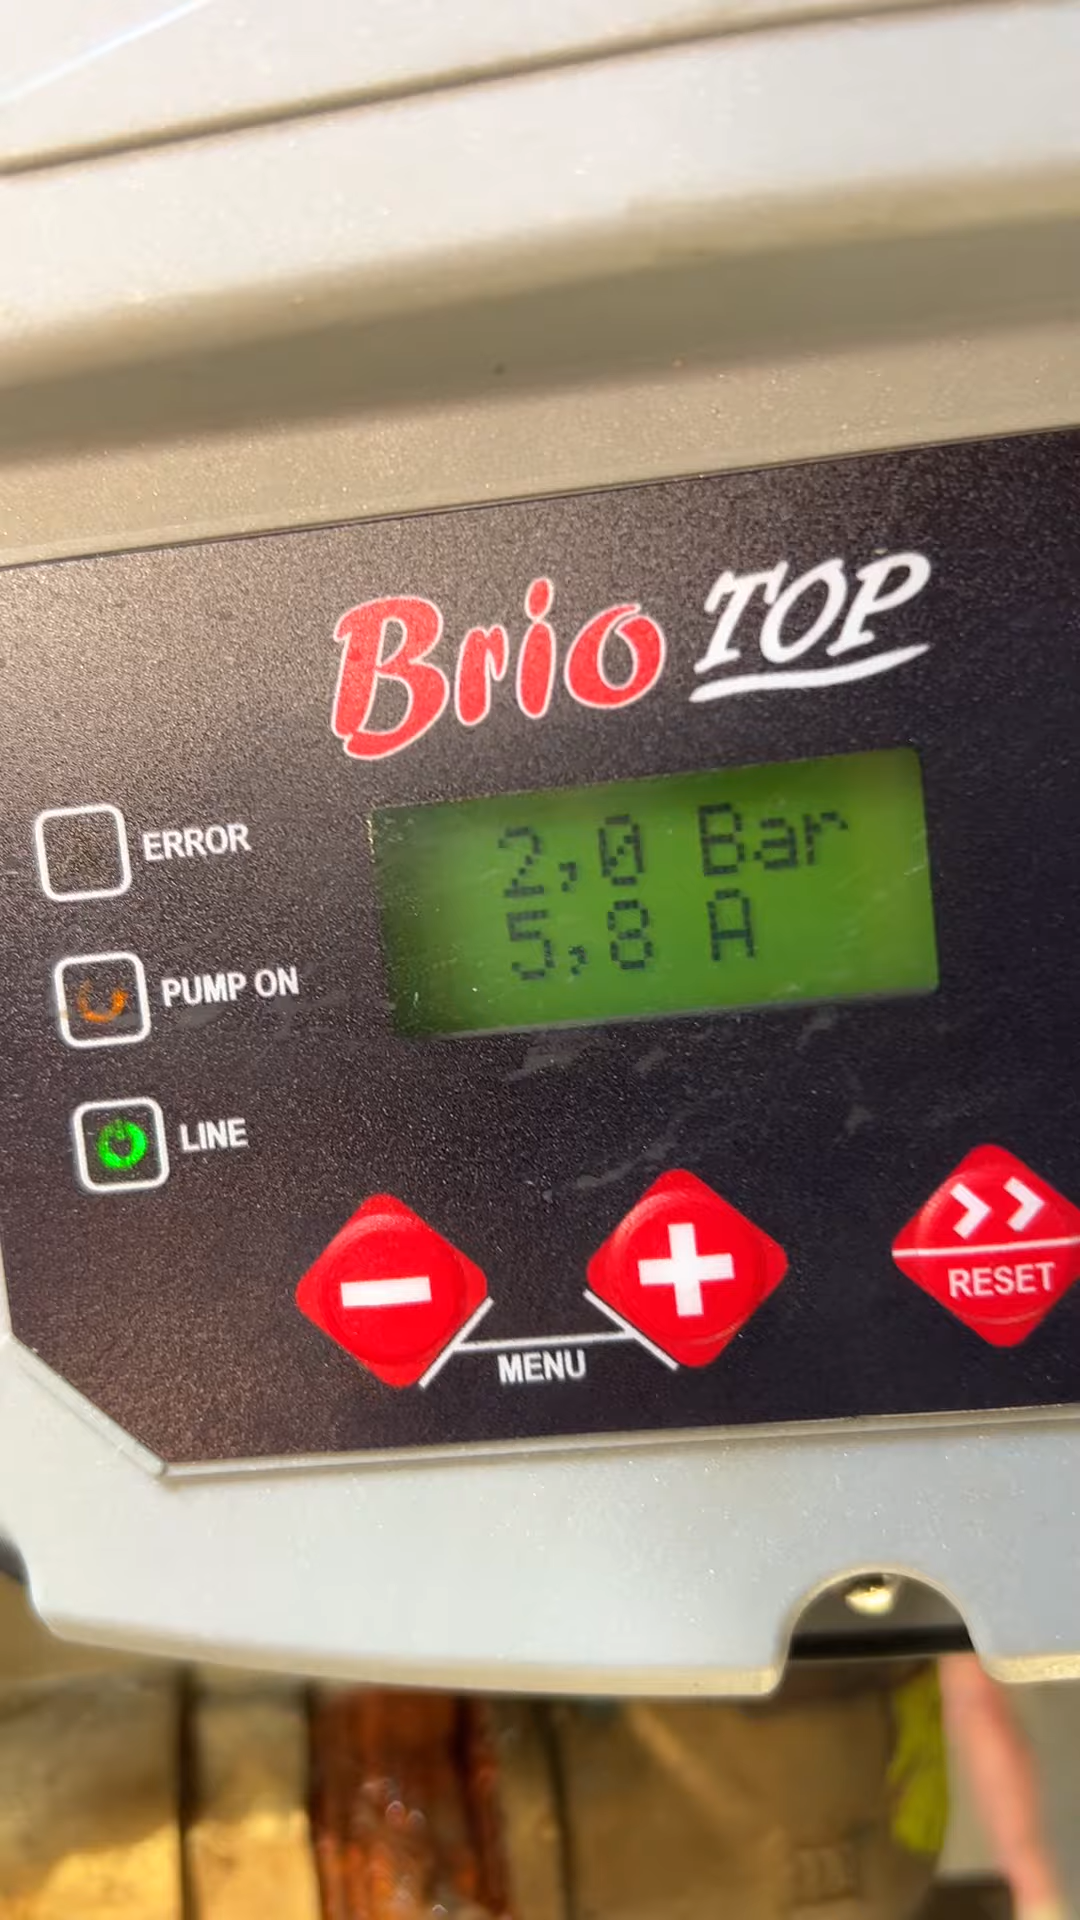 Brio TOP
2,0 Bar
5,8 A
ERROR
PUMP ON
LINE
MENU
RESET